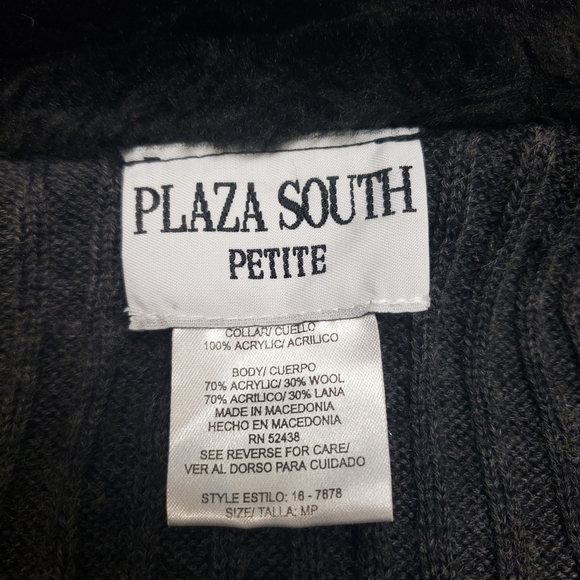 PLAZA SOUTH
PETITE
COLLAR/ CUELLO
100% ACRYLIC/ ACRILICO
BODY/ CUERPO
70% ACRYLIC/ 30% WOOL
70% ACRILICO/ 30% LANA
MADE IN MACEDONIA
HECHO EN MACEDONIA
RN 52438
SEE REVERSE FOR CARE/
VER AL DORSO PARA CUIDADO
STYLE ESTILO: 16 - 7678
SIZE/ TALLA: MP